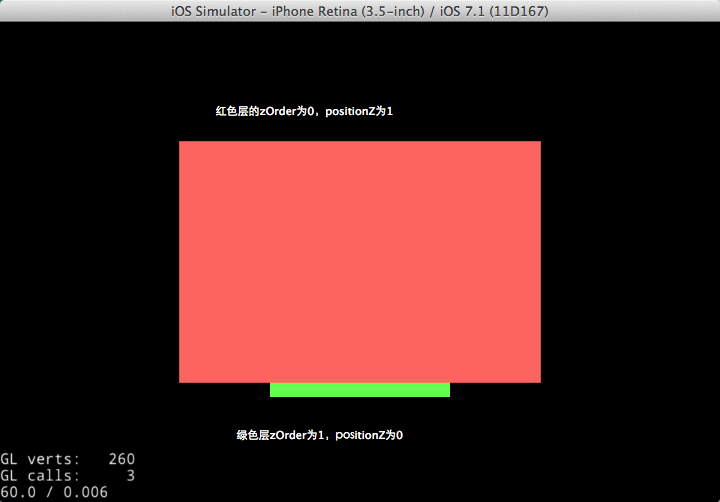 iOS Simulator - iPhone Retina (3.5-inch) / iOS 7.1 (11D167)
红色层的zOrder为0，positionZ为1
绿色层zOrder为1，positionZ为0
GL verts: 260
GL calls: 3
60.0 / 0.006